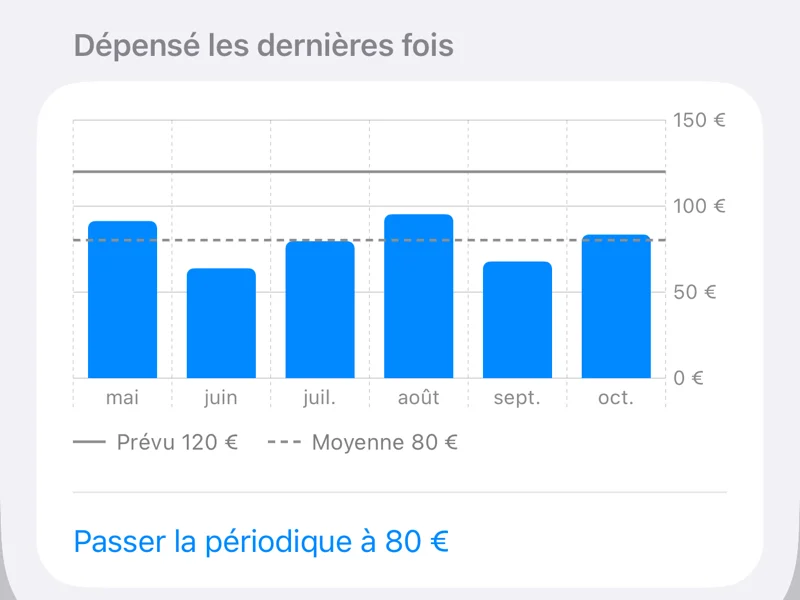 Dépensé les dernières fois
150 €
100 €
50 €
0 €
mai juin juil. août sept. oct.
Prévu 120 € Moyenne 80 €
Passer la périodique à 80 €